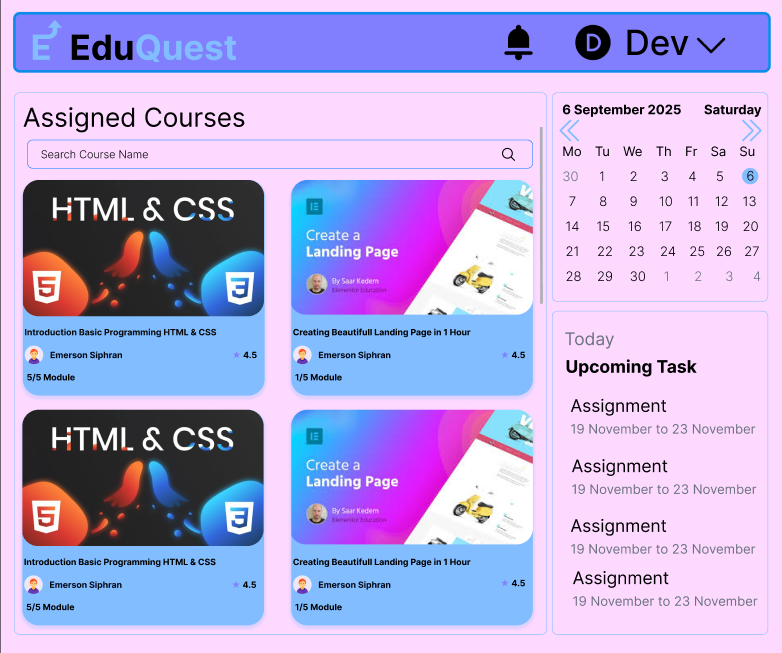 EduQuest
D Dev
Assigned Courses
Search Course Name
HTML & CSS
5 3
Introduction Basic Programming HTML & CSS
Emerson Siphran ★ 4.5
5/5 Module
Create a
Landing Page
By Saar Kedem
Elementor Education
Creating Beautifull Landing Page in 1 Hour
Emerson Siphran ★ 4.5
1/5 Module
HTML & CSS
5 3
Introduction Basic Programming HTML & CSS
Emerson Siphran ★ 4.5
5/5 Module
Create a
Landing Page
By Saar Kedem
Elementor Education
Creating Beautifull Landing Page in 1 Hour
Emerson Siphran ★ 4.5
1/5 Module
6 September 2025 Saturday
Mo Tu We Th Fr Sa Su
30 1 2 3 4 5 6
7 8 9 10 11 12 13
14 15 16 17 18 19 20
21 22 23 24 25 26 27
28 29 30 1 2 3 4
Today
Upcoming Task
Assignment
19 November to 23 November
Assignment
19 November to 23 November
Assignment
19 November to 23 November
Assignment
19 November to 23 November